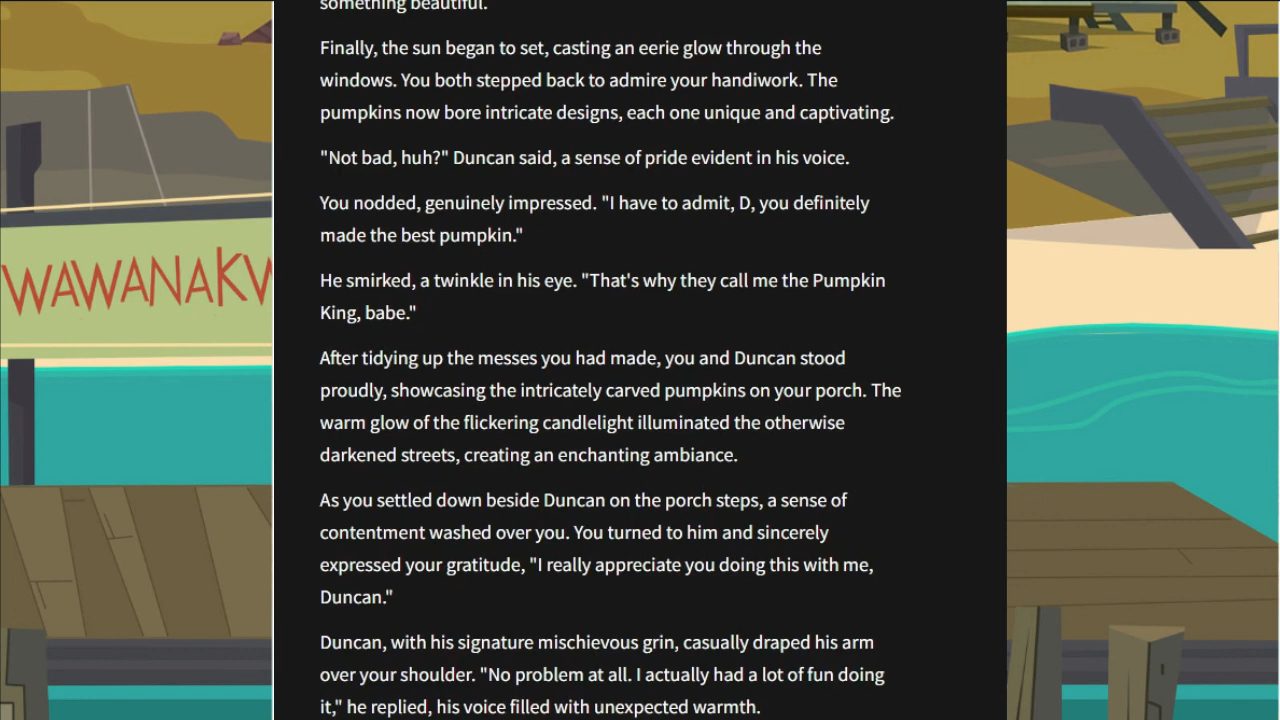 something beautiful.
Finally, the sun began to set, casting an eerie glow through the
windows. You both stepped back to admire your handiwork. The
pumpkins now bore intricate designs, each one unique and captivating.
"Not bad, huh?" Duncan said, a sense of pride evident in his voice.
You nodded, genuinely impressed. "I have to admit, D, you definitely
made the best pumpkin."
He smirked, a twinkle in his eye. "That's why they call me the Pumpkin
King, babe."
After tidying up the messes you had made, you and Duncan stood
proudly, showcasing the intricately carved pumpkins on your porch. The
warm glow of the flickering candlelight illuminated the otherwise
darkened streets, creating an enchanting ambiance.
As you settled down beside Duncan on the porch steps, a sense of
contentment washed over you. You turned to him and sincerely
expressed your gratitude, "I really appreciate you doing this with me,
Duncan."
Duncan, with his signature mischievous grin, casually draped his arm
over your shoulder. "No problem at all. I actually had a lot of fun doing
it," he replied, his voice filled with unexpected warmth.
WAWANAKW